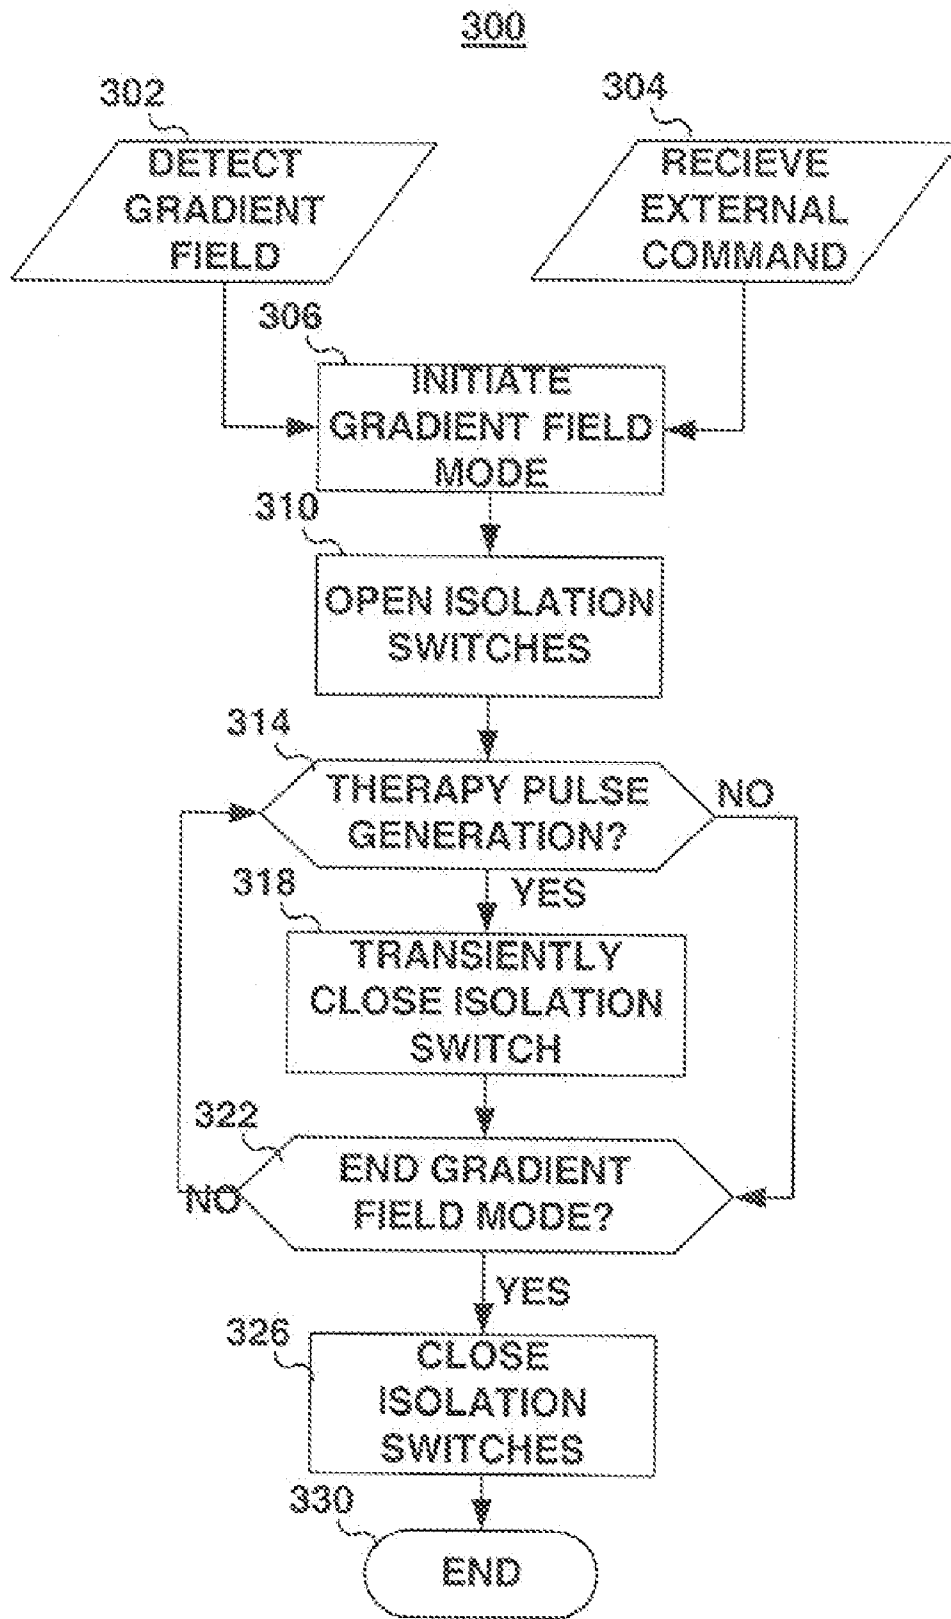 300
302
DETECT
GRADIENT
FIELD
304
RECIEVE
EXTERNAL
COMMAND
306
INITIATE
GRADIENT FIELD
MODE
310
OPEN ISOLATION
SWITCHES
314
THERAPY PULSE
GENERATION?
NO
YES
318
TRANSIENTLY
CLOSE ISOLATION
SWITCH
322
END GRADIENT
FIELD MODE?
NO
YES
326
CLOSE
ISOLATION
SWITCHES
330
END